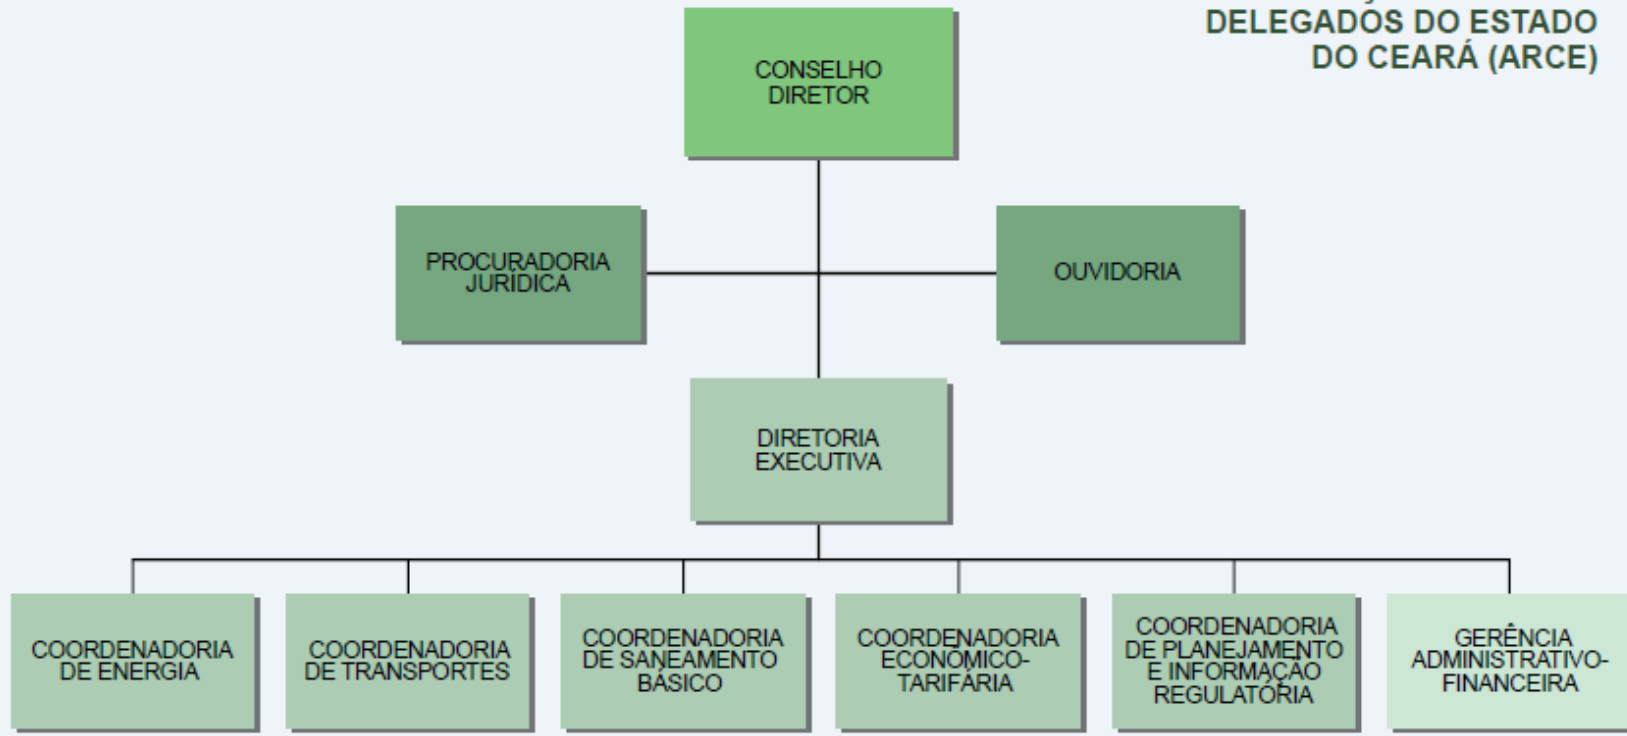 DELEGADOS DO ESTADO
DO CEARÁ (ARCE)
CONSELHO
DIRETOR
PROCURADORIA
JURÍDICA
OUVIDORIA
DIRETORIA
EXECUTIVA
COORDENADORIA
DE ENERGIA
COORDENADORIA
DE TRANSPORTES
COORDENADORIA
DE SANEAMENTO
BÁSICO
COORDENADORIA
ECONÔMICO-
TARIFÁRIA
COORDENADORIA
DE PLANEJAMENTO
E INFORMAÇÃO
REGULATÓRIA
GERÊNCIA
ADMINISTRATIVO-
FINANCEIRA